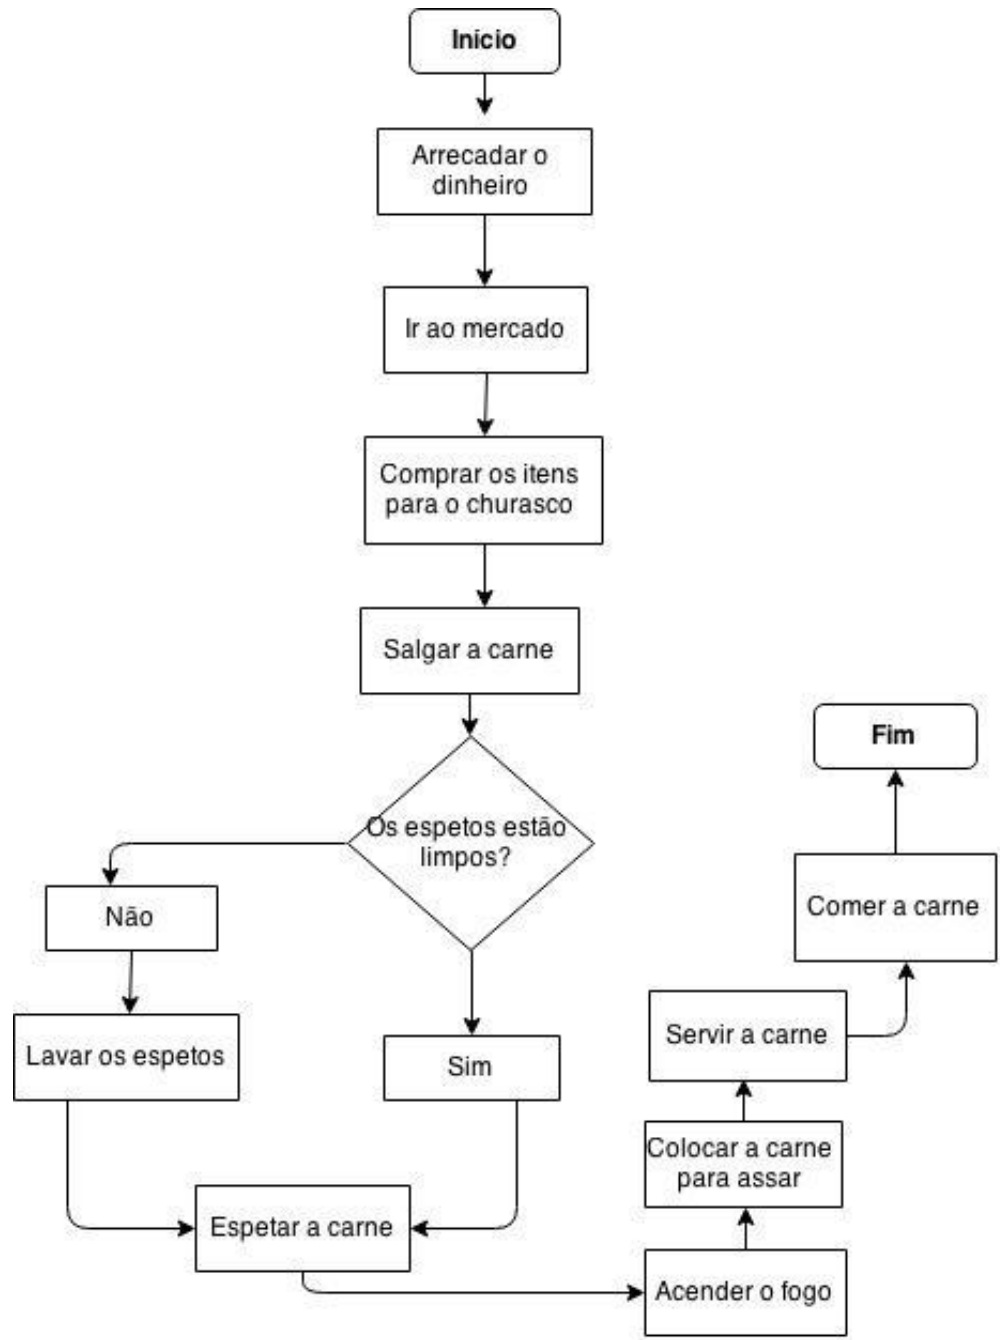 Inicio
Arrecadar o
dinheiro
Ir ao mercado
Comprar os itens
para o churasco
Salgar a carne
Os espetos estão
limpos?
Não
Lavar os espetos
Sim
Espetar a carne
Acender o fogo
Colocar a carne
para assar
Servir a carne
Comer a carne
Fim